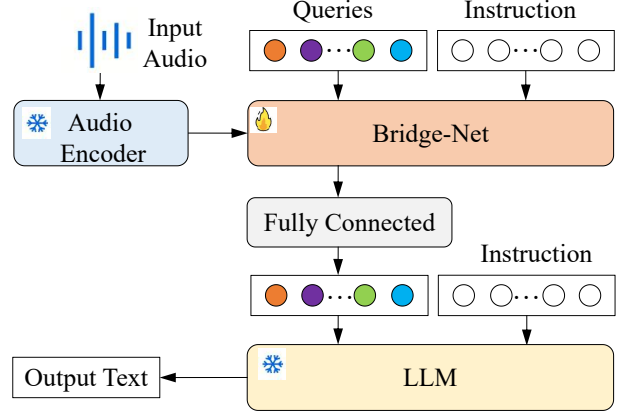 Queries
Instruction
Input
Audio
Audio
Encoder
Bridge-Net
Fully Connected
Instruction
Output Text
LLM